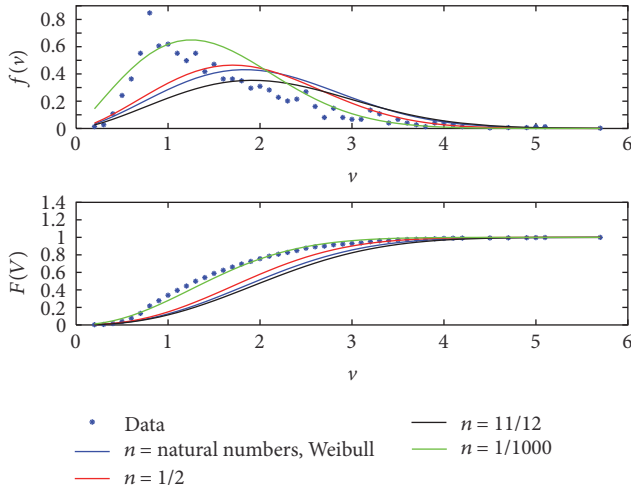 0.8
0.6
0.4
0.2
0
f(v)
0 1 2 3 4 5 6
v
1.4
1.2
1
0.8
0.6
0.4
0.2
0
F(V)
0 1 2 3 4 5 6
v
Data
n = natural numbers, Weibull
n = 1/2
n = 11/12
n = 1/1000